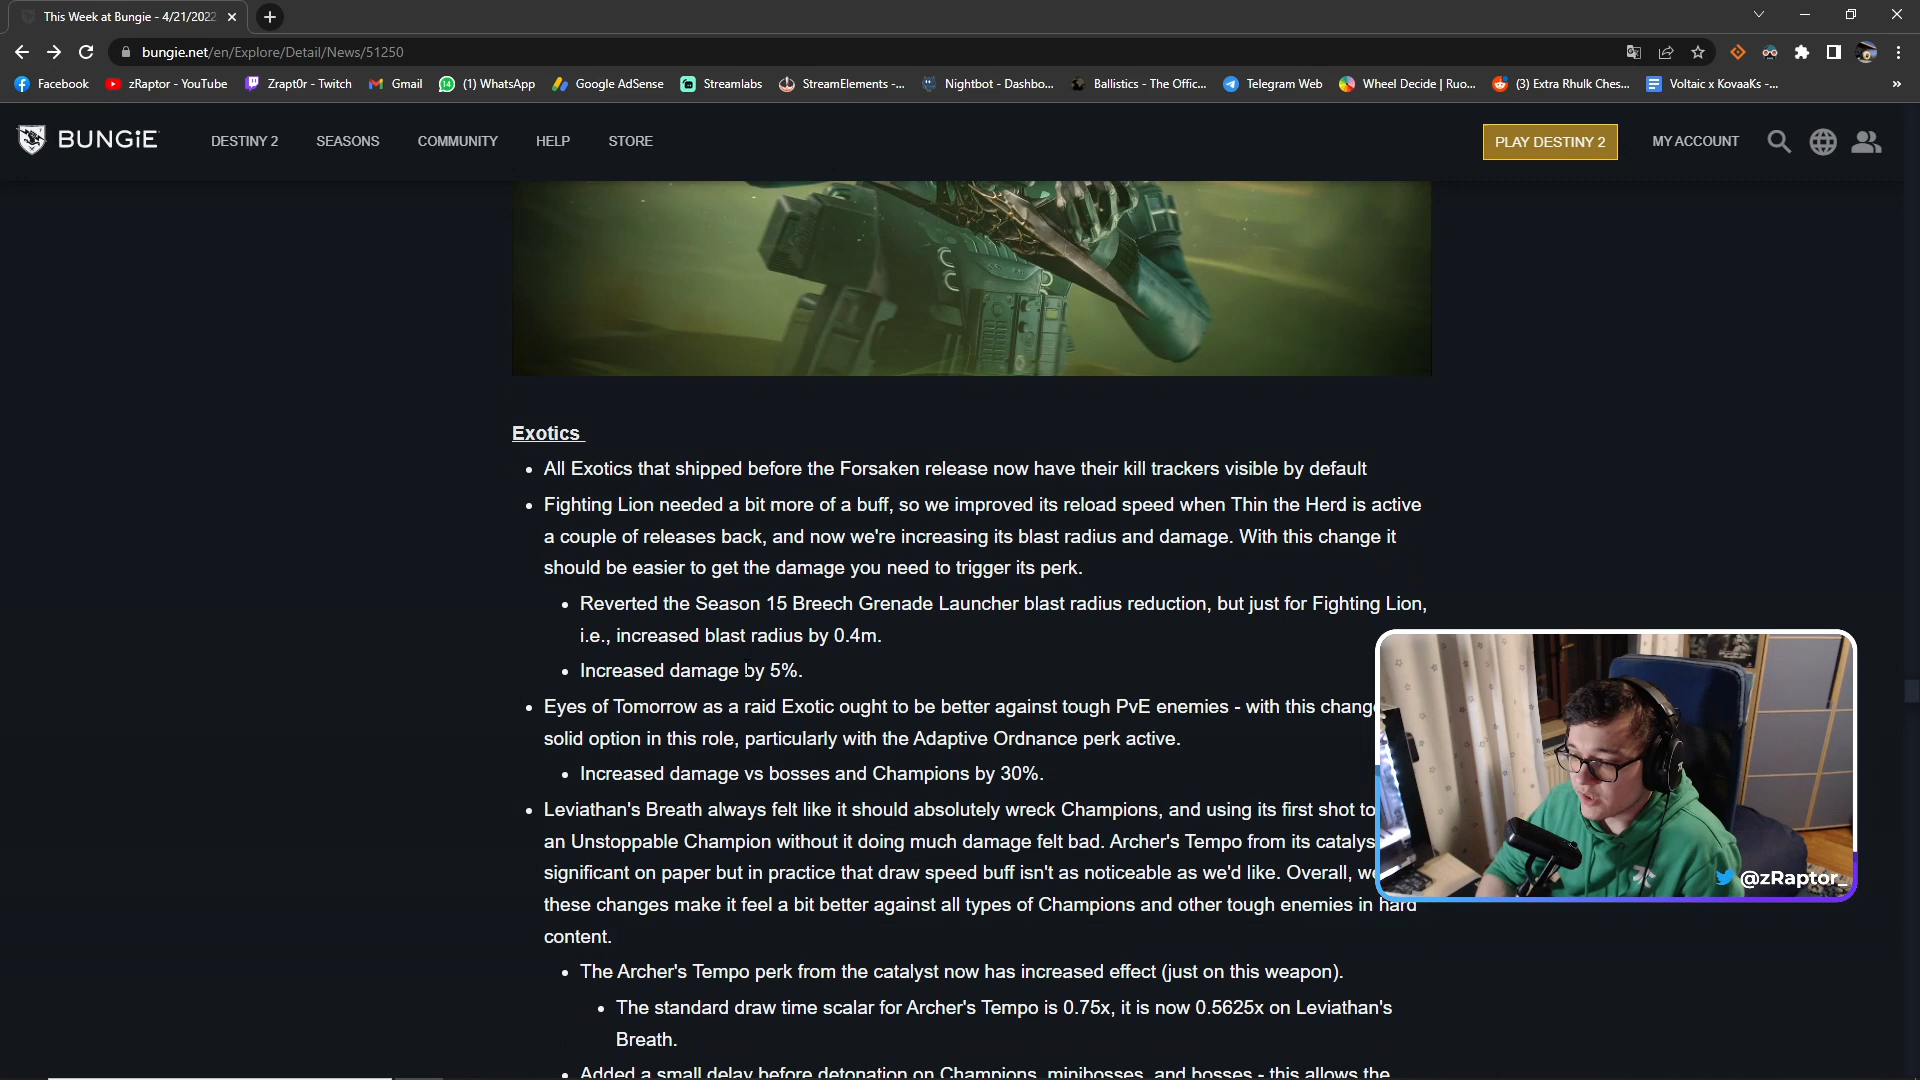 This Week at Bungie - 4/21/2022
bungie.net/en/Explore/Detail/News/51250
Facebook zRaptor - YouTube Zrapt0r - Twitch Gmail (1) WhatsApp Google AdSense Streamlabs StreamElements -... Nightbot - Dashbo... Ballistics - The Offic... Telegram Web Wheel Decide | Ruo... (3) Extra Rhulk Ches... Voltaic x KovaaKs -... »
BUNGiE DESTINY 2 SEASONS COMMUNITY HELP STORE PLAY DESTINY 2 MY ACCOUNT
Exotics
• All Exotics that shipped before the Forsaken release now have their kill trackers visible by default
• Fighting Lion needed a bit more of a buff, so we improved its reload speed when Thin the Herd is active
a couple of releases back, and now we're increasing its blast radius and damage. With this change it
should be easier to get the damage you need to trigger its perk.
• Reverted the Season 15 Breech Grenade Launcher blast radius reduction, but just for Fighting Lion,
i.e., increased blast radius by 0.4m.
• Increased damage by 5%.
• Eyes of Tomorrow as a raid Exotic ought to be better against tough PvE enemies - with this
solid option in this role, particularly with the Adaptive Ordnance perk active.
• Increased damage vs bosses and Champions by 30%.
• Leviathan's Breath always felt like it should absolutely wreck Champions, and using its first shot to
an Unstoppable Champion without it doing much damage felt bad. Archer's Tempo from its
significant on paper but in practice that draw speed buff isn't as noticeable as we'd like. Overall,
these changes make it feel a bit better against all types of Champions and other tough enemies in hard
content.
• The Archer's Tempo perk from the catalyst now has increased effect (just on this weapon).
• The standard draw time scalar for Archer's Tempo is 0.75x, it is now 0.5625x on Leviathan's
Breath.
• Added a small delay before detonation on Champions, minibosses, and bosses - this allows the
@zRaptor_